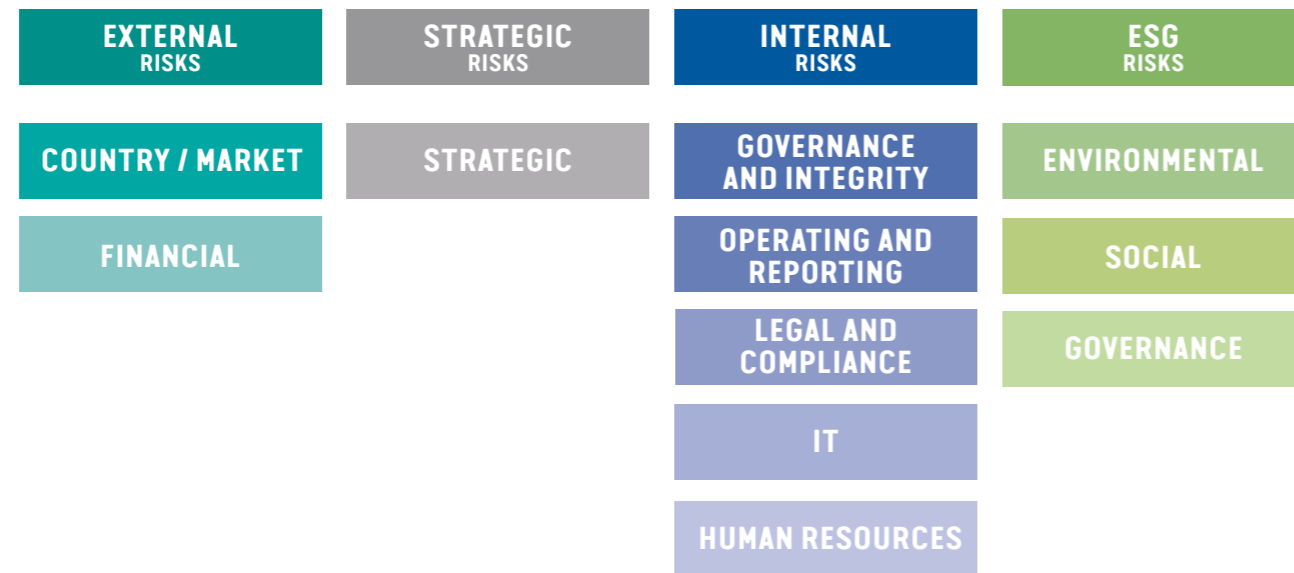 EXTERNAL
RISKS
STRATEGIC
RISKS
INTERNAL
RISKS
ESG
RISKS
COUNTRY / MARKET
STRATEGIC
GOVERNANCE
AND INTEGRITY
ENVIRONMENTAL
FINANCIAL
OPERATING AND
REPORTING
SOCIAL
LEGAL AND
COMPLIANCE
GOVERNANCE
IT
HUMAN RESOURCES